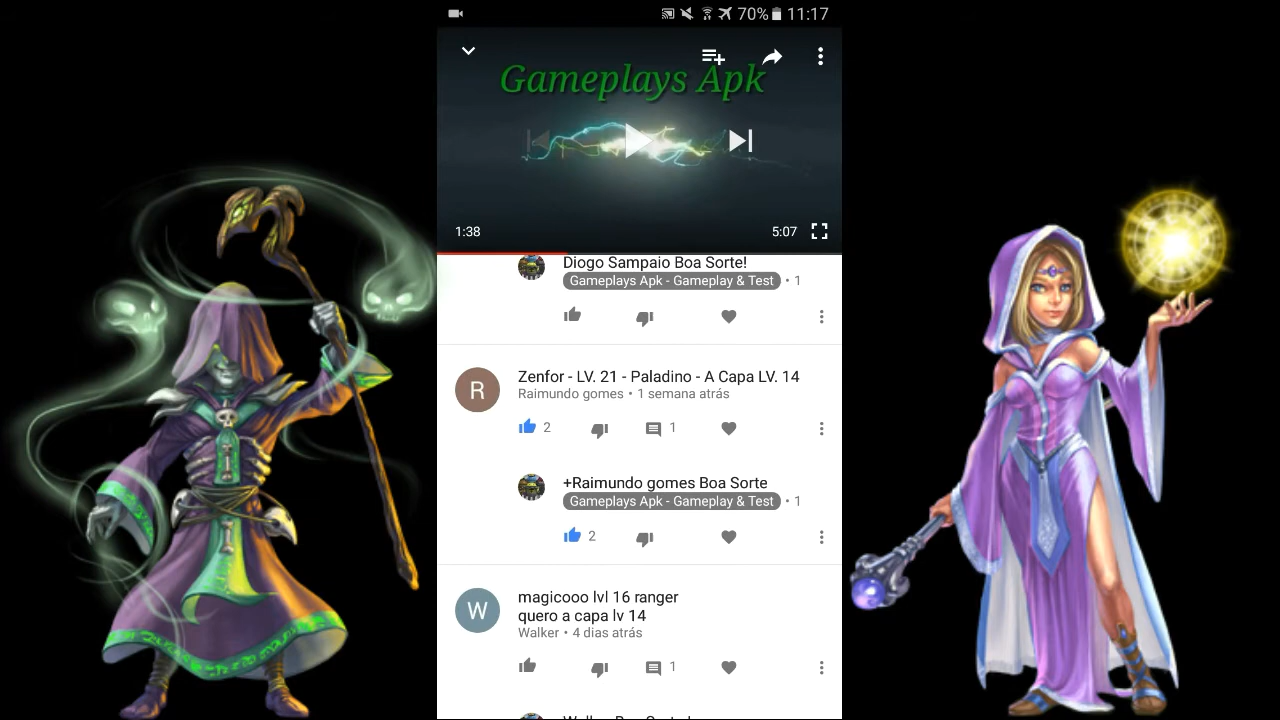 70% 11:17
Gameplays Apk
1:38 5:07
Diogo Sampaio Boa Sorte!
Gameplays Apk - Gameplay & Test • 1
R Zenfor - LV. 21 - Paladino - A Capa LV. 14
Raimundo gomes • 1 semana atrás
2 1
+Raimundo gomes Boa Sorte
Gameplays Apk - Gameplay & Test • 1
2
W magicooo lvl 16 ranger
quero a capa lv 14
Walker • 4 dias atrás
1